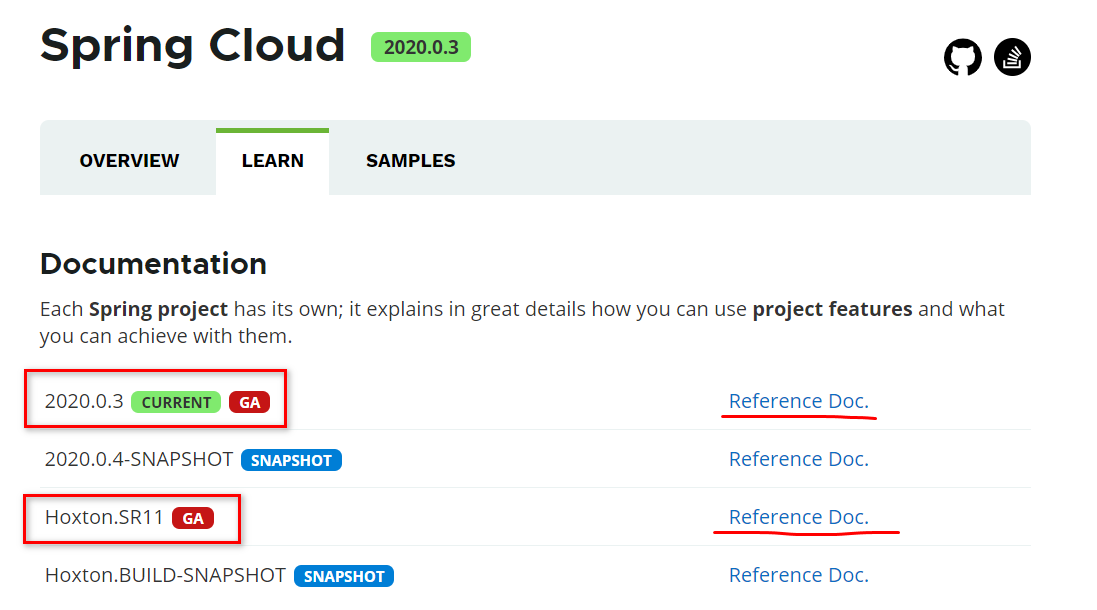 Spring Cloud 2020.0.3
OVERVIEW LEARN SAMPLES
Documentation
Each Spring project has its own; it explains in great details how you can use project features and what
you can achieve with them.
2020.0.3 CURRENT GA Reference Doc.
2020.0.4-SNAPSHOT SNAPSHOT Reference Doc.
Hoxton.SR11 GA Reference Doc.
Hoxton.BUILD-SNAPSHOT SNAPSHOT Reference Doc.